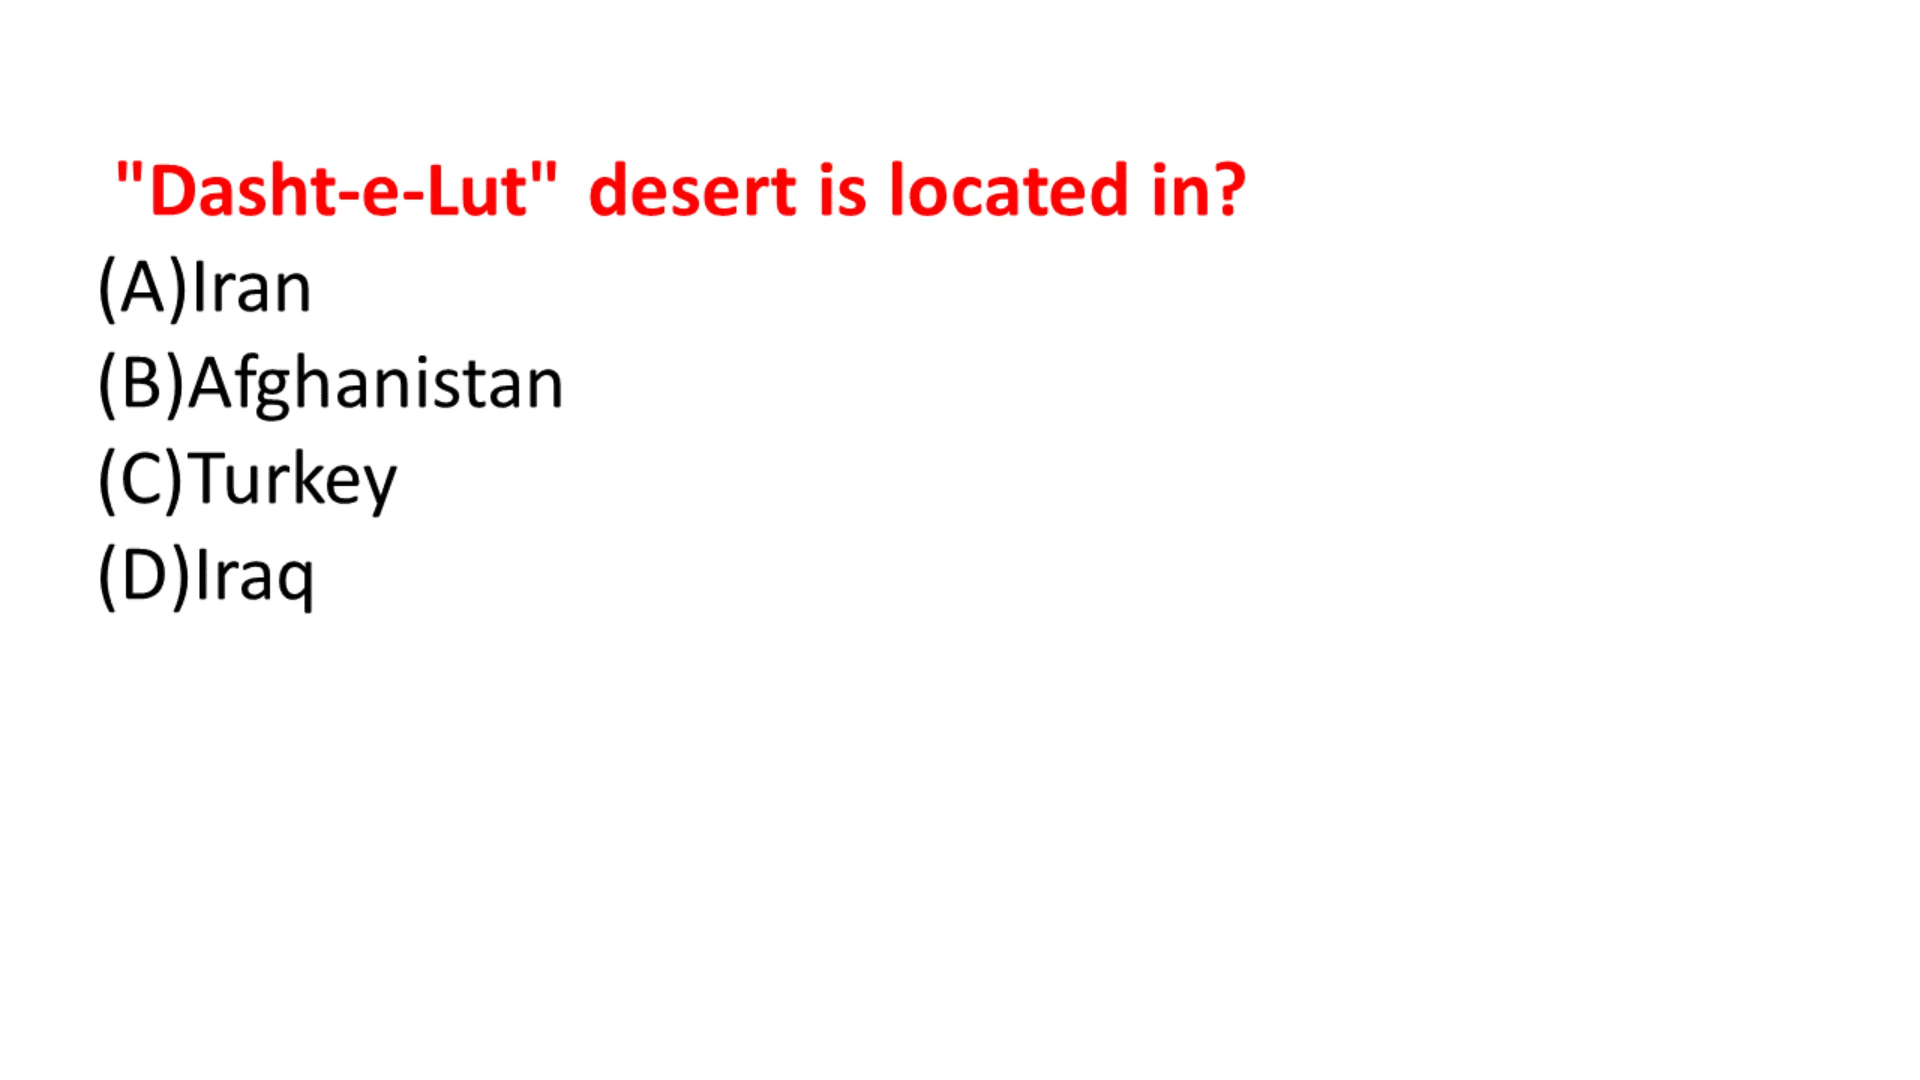 "Dasht-e-Lut" desert is located in?
(A)Iran
(B)Afghanistan
(C)Turkey
(D)Iraq